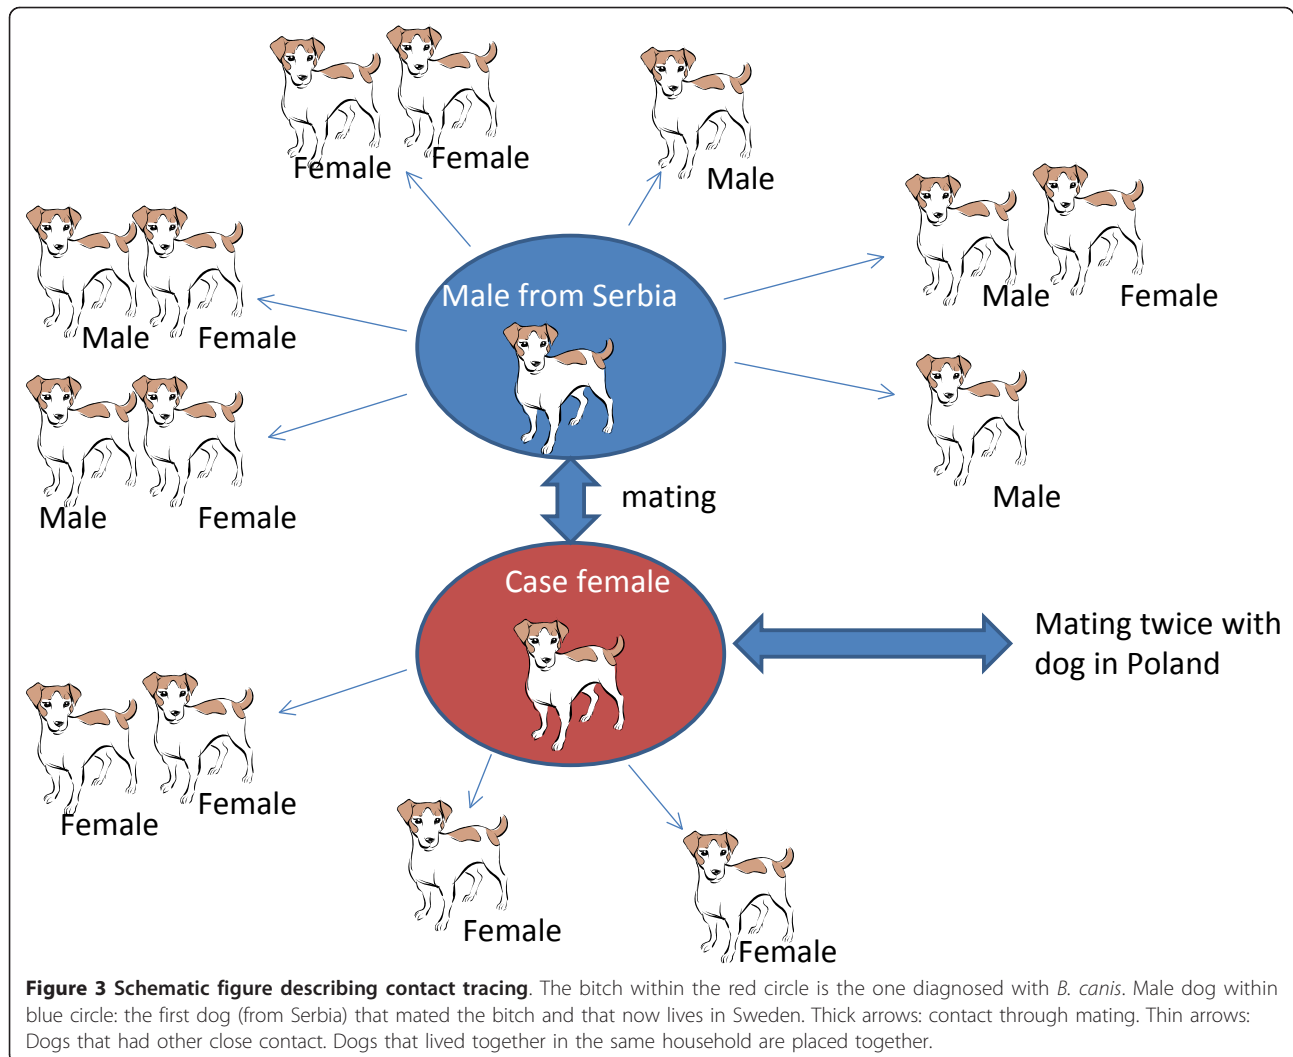 Female
Female
Male
Male
Female
Male from Serbia
Male
Female
Male
Female
Male
mating
Case female
Mating twice with
dog in Poland
Female
Female
Female
Female
Figure 3 Schematic figure describing contact tracing. The bitch within the red circle is the one diagnosed with B. canis. Male dog within
blue circle: the first dog (from Serbia) that mated the bitch and that now lives in Sweden. Thick arrows: contact through mating. Thin arrows:
Dogs that had other close contact. Dogs that lived together in the same household are placed together.